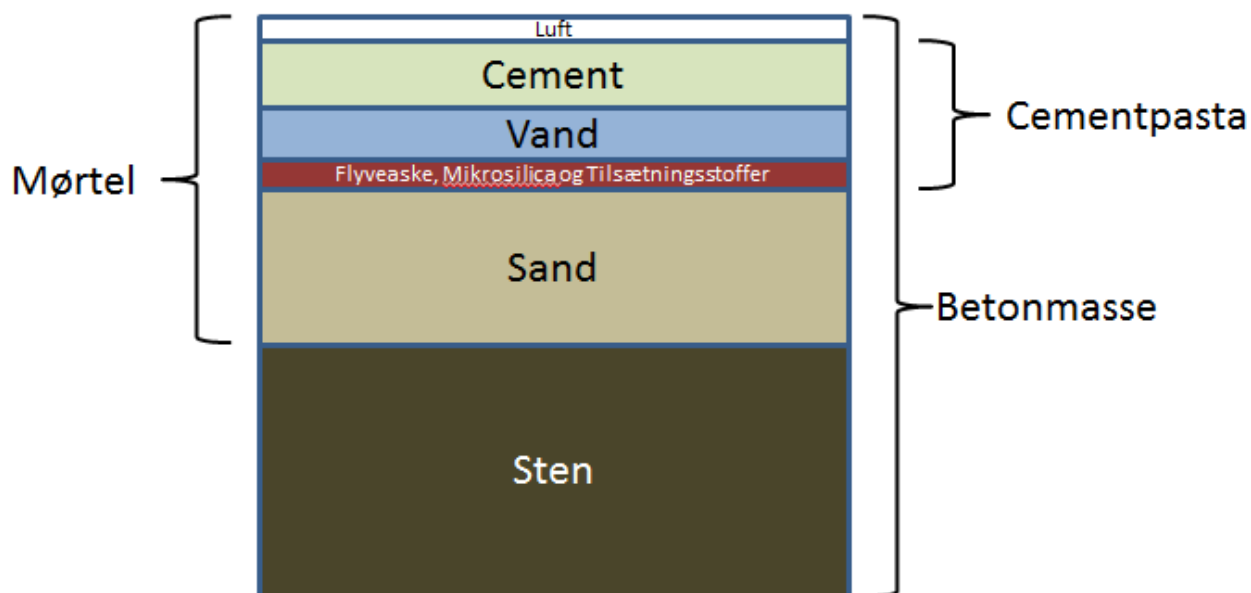 Luft
Cement
Cementpasta
Vand
Flyveaske, Mikrosilica og Tilsætningsstoffer
Mørtel
Sand
Betonmasse
Sten